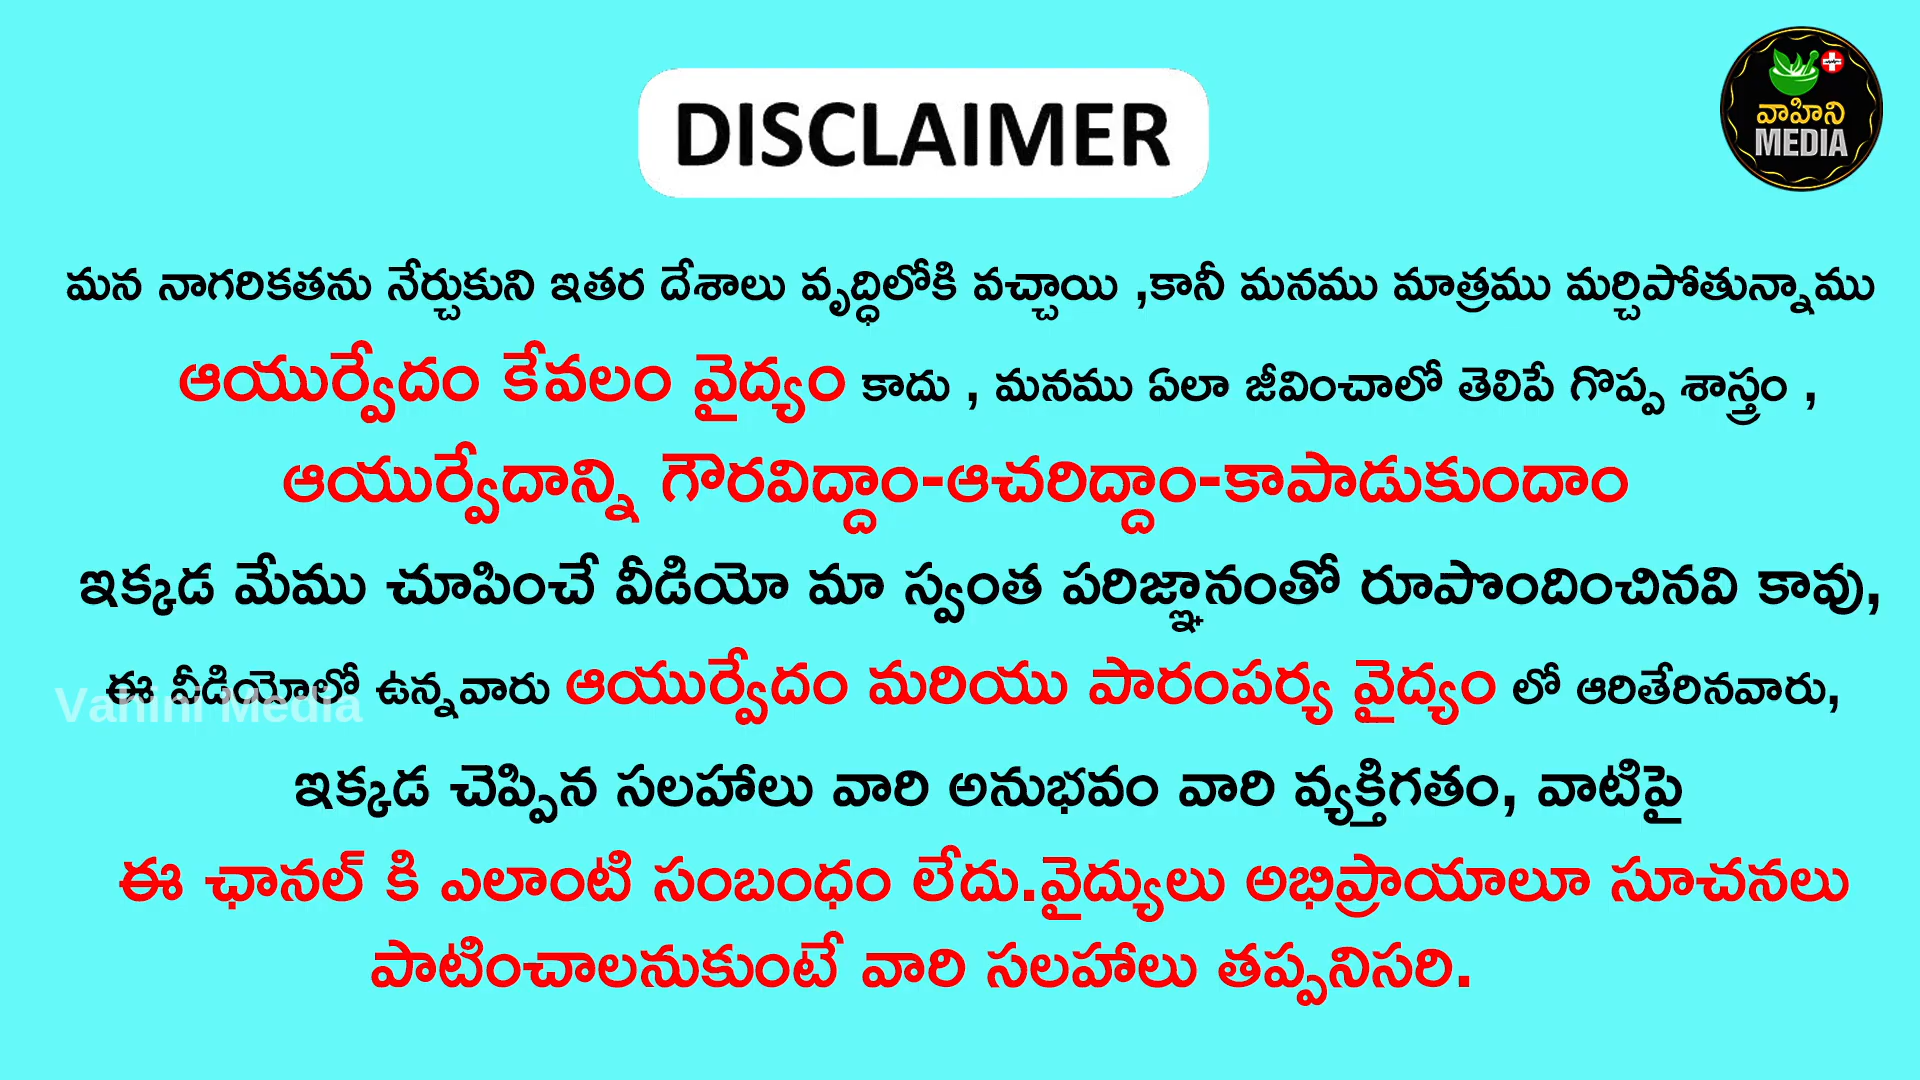 వాహిని
MEDIA
DISCLAIMER
మన నాగరికతను నేర్చుకుని ఇతర దేశాలు వృద్ధిలోకి వచ్చాయి ,కానీ మనము మాత్రము మర్చిపోతున్నాము
ఆయుర్వేదం కేవలం వైద్యం కాదు , మనము ఏలా జీవించాలో తెలిపే గొప్ప శాస్త్రం ,
ఆయుర్వేదాన్ని గౌరవిద్దాం-ఆచరిద్దాం-కాపాడుకుందాం
ఇక్కడ మేము చూపించే వీడియో మా స్వంత పరిజ్ఞానంతో రూపొందించినవి కావు,
ఈ వీడియోలో ఉన్నవారు ఆయుర్వేదం మరియు పారంపర్య వైద్యం లో ఆరితేరినవారు,
Vahini Media
ఇక్కడ చెప్పిన సలహాలు వారి అనుభవం వారి వ్యక్తిగతం, వాటిపై
ఈ ఛానల్ కి ఎలాంటి సంబంధం లేదు.వైద్యులు అభిప్రాయాలూ సూచనలు
పాటించాలనుకుంటే వారి సలహాలు తప్పనిసరి.